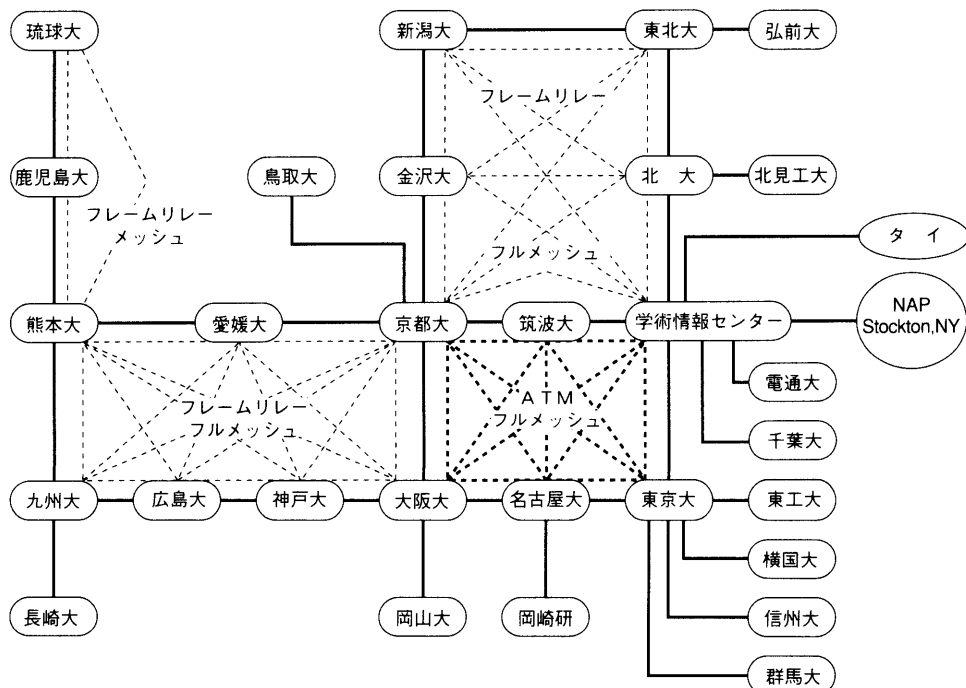 琉球大
新潟大
東北大
弘前大
フレームリレー
鹿児島大
鳥取大
金沢大
北 大
北見工大
フレームリレー
メッシュ
フルメッシュ
タ イ
熊本大
愛媛大
京都大
筑波大
学術情報センター
NAP
Stockton,NY
フレームリレー
フルメッシュ
ATM
フルメッシュ
電通大
千葉大
九州大
広島大
神戸大
大阪大
名古屋大
東京大
東工大
横国大
長崎大
岡山大
岡崎研
信州大
群馬大